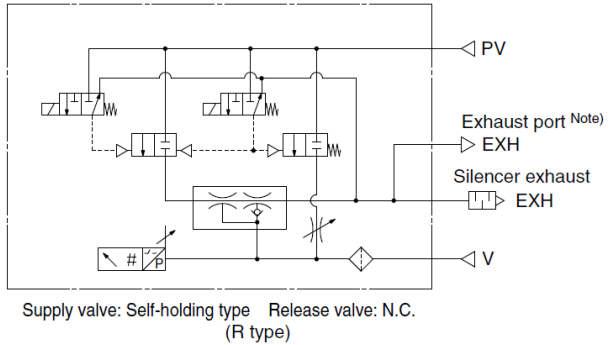 PV
Exhaust port Note)
EXH
Silencer exhaust
EXH
# P
V
Supply valve: Self-holding type Release valve: N.C.
(R type)